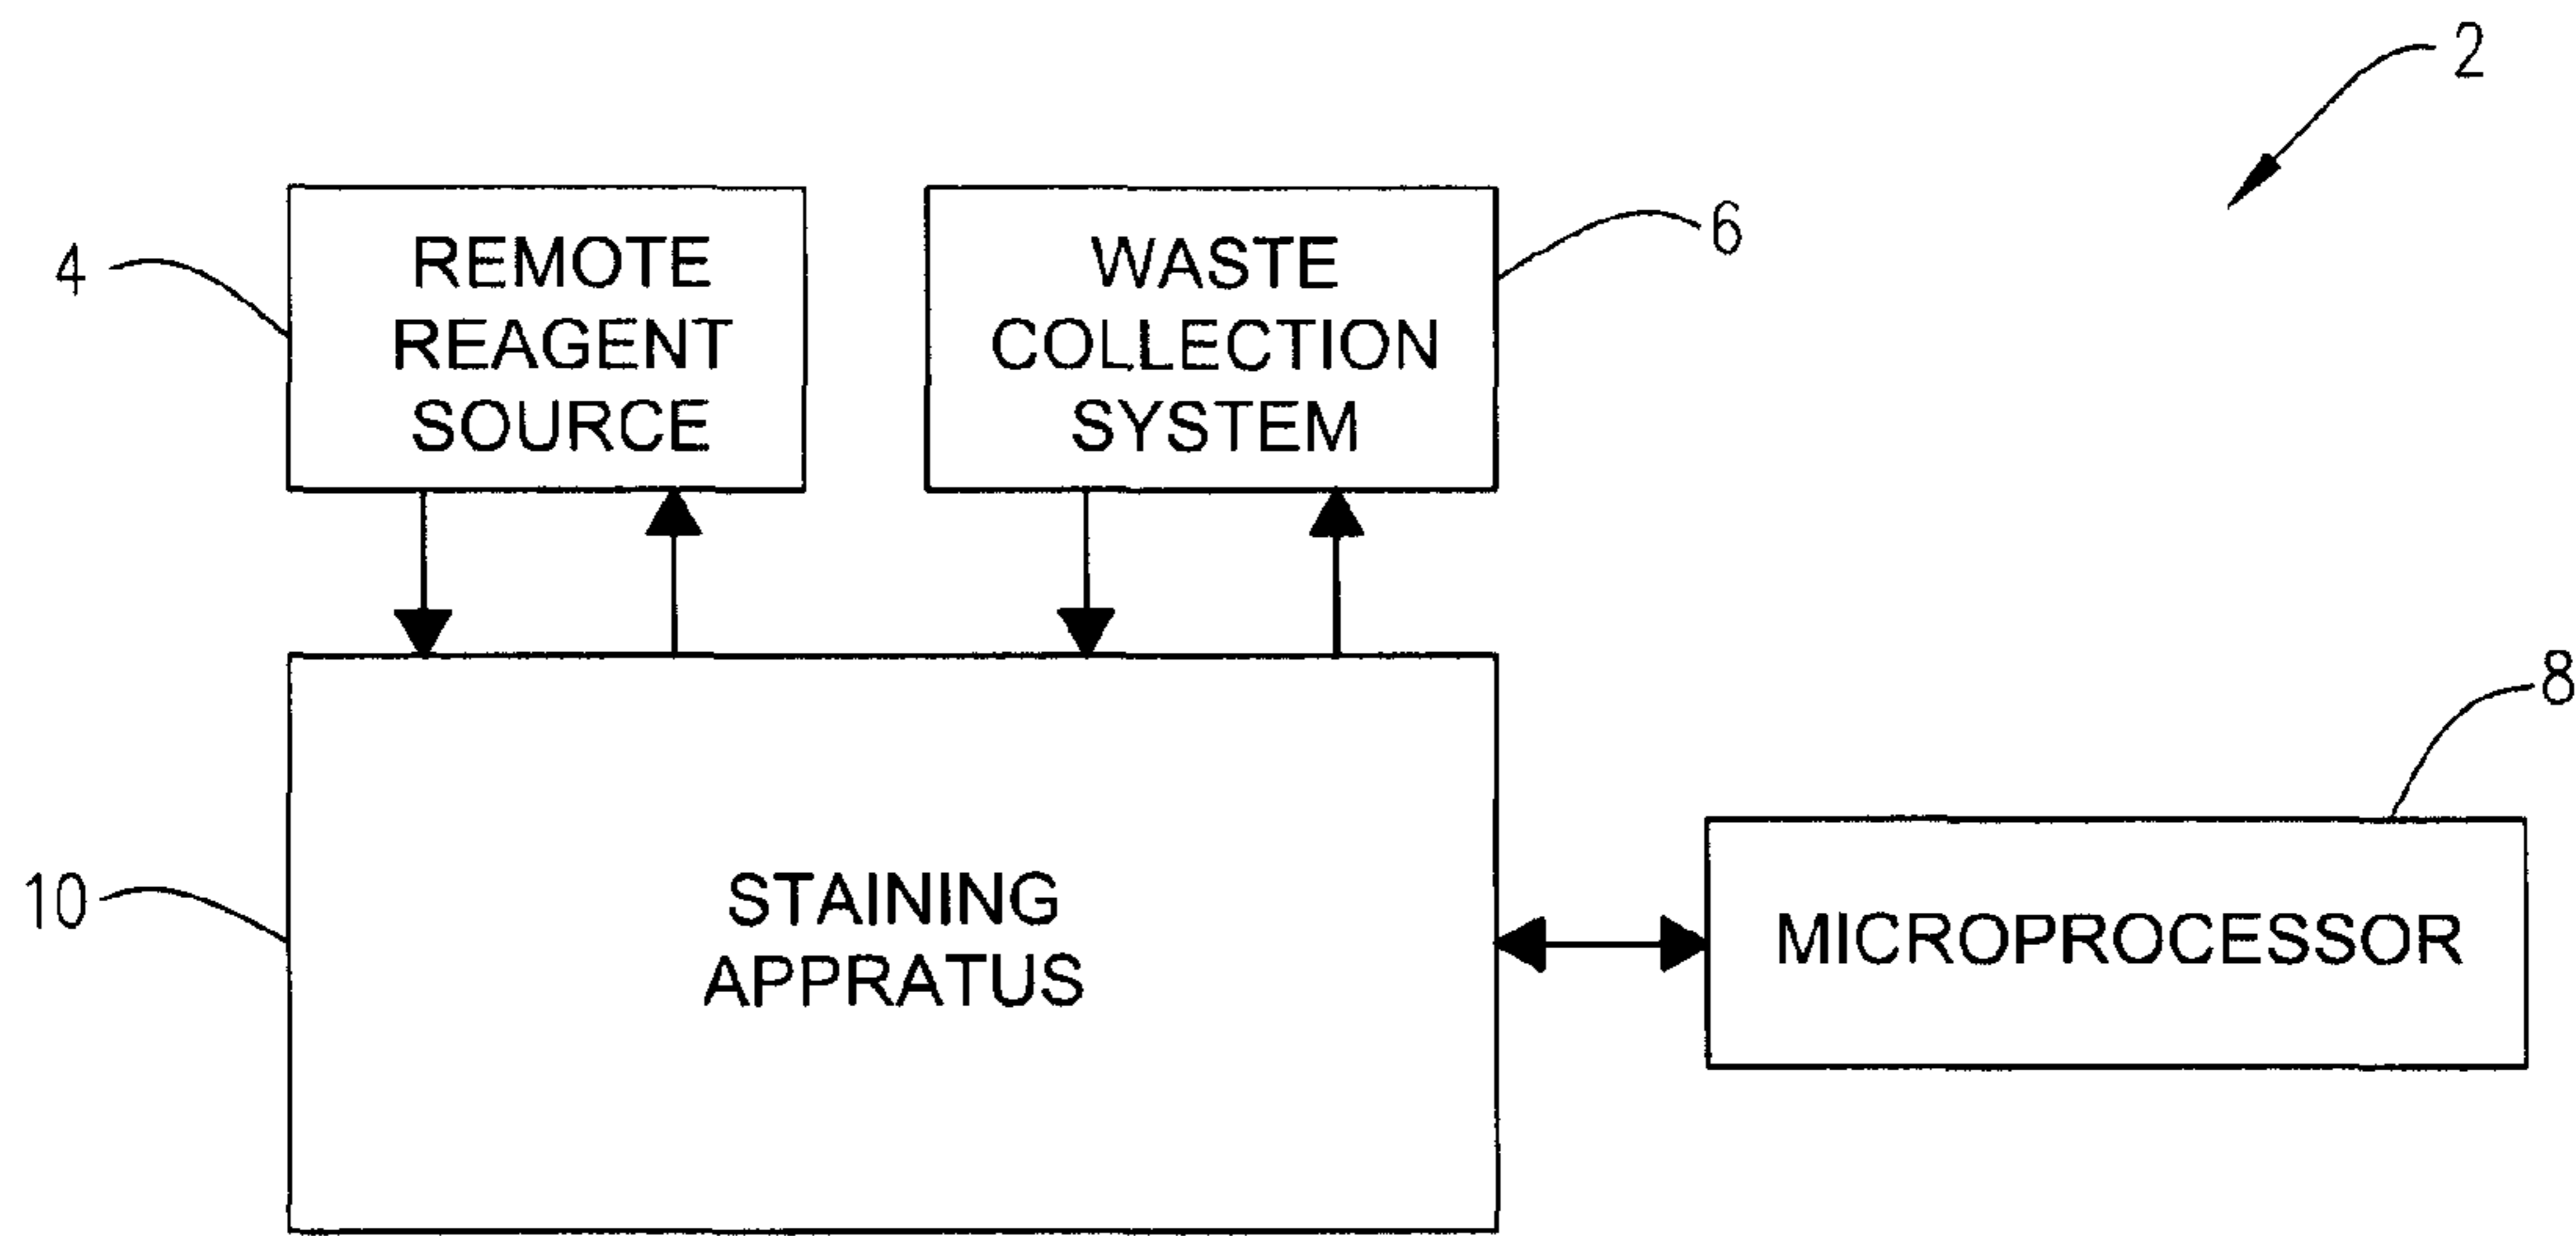 2
4
REMOTE
REAGENT
SOURCE
WASTE
COLLECTION
SYSTEM
6
8
10
STAINING
APPRATUS
MICROPROCESSOR